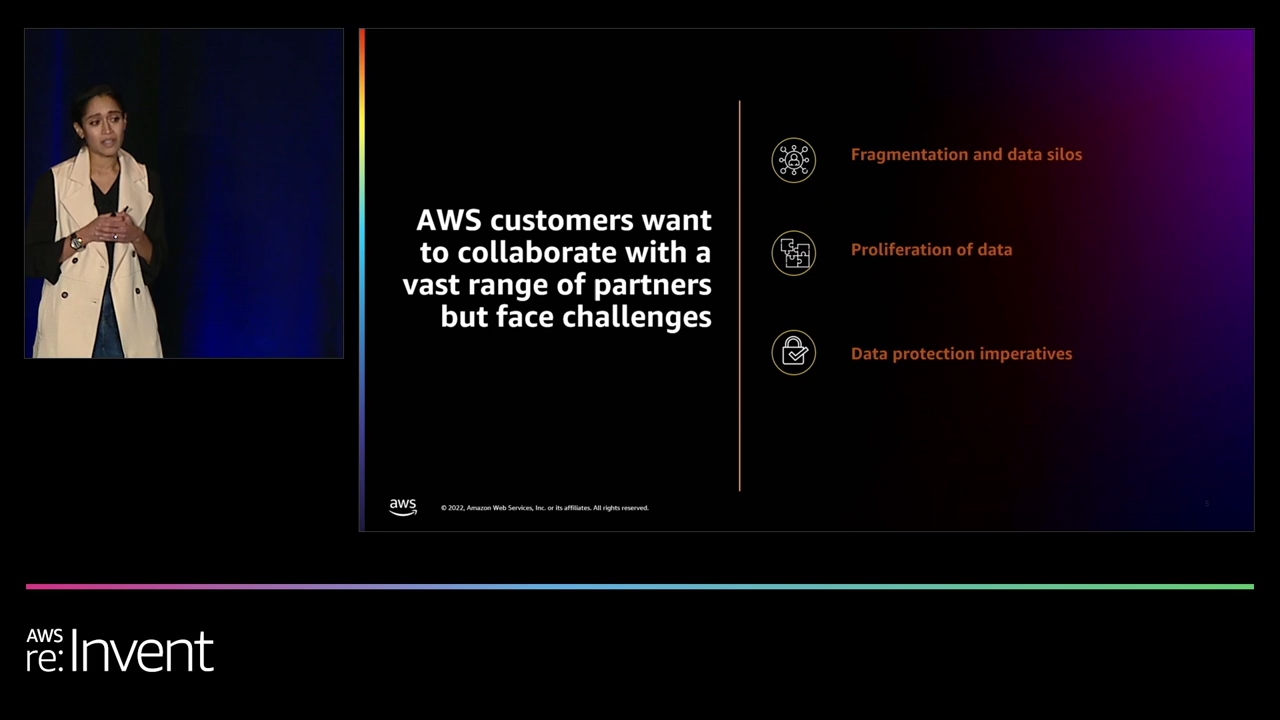 AWS customers want
to collaborate with a
vast range of partners
but face challenges
Fragmentation and data silos
Proliferation of data
Data protection imperatives
aws
© 2022, Amazon Web Services, Inc. or its affiliates. All rights reserved.
5
AWS
re:Invent